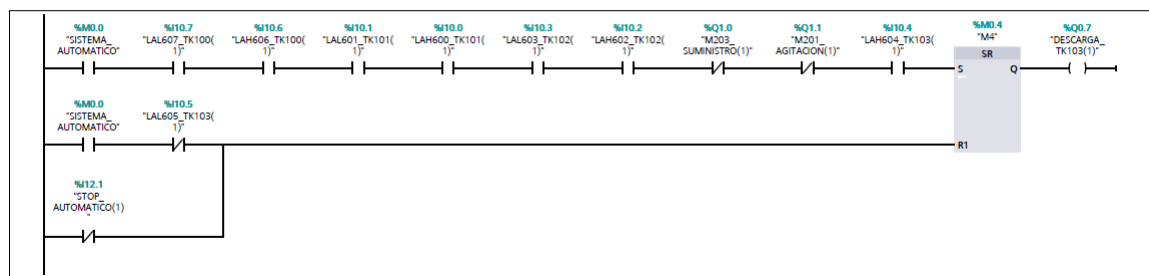 %M0.0 %I10.7 %I10.6 %I10.1 %I10.0 %I10.3 %I10.2 %Q1.0 %Q1.1 %I10.4 %M0.4 %Q0.7
"SISTEMA_ "LAL607_TK100( "LAH606_TK100( "LAL601_TK101( "LAH600_TK101( "LAL603_TK102( "LAH602_TK102( "M203_ "M201_ "LAH604_TK103( "M4" "DESCARGA_
AUTOMATICO" 1)" 1)" 1)" 1)" 1)" 1)" SUMINISTRO(1)" AGITACION(1)" 1)" SR TK103(1)"
S Q
%M0.0 %I10.5
"SISTEMA_ "LAL605_TK103(
AUTOMATICO" 1)"
R1
%I12.1
"STOP_
AUTOMATICO(1)
"